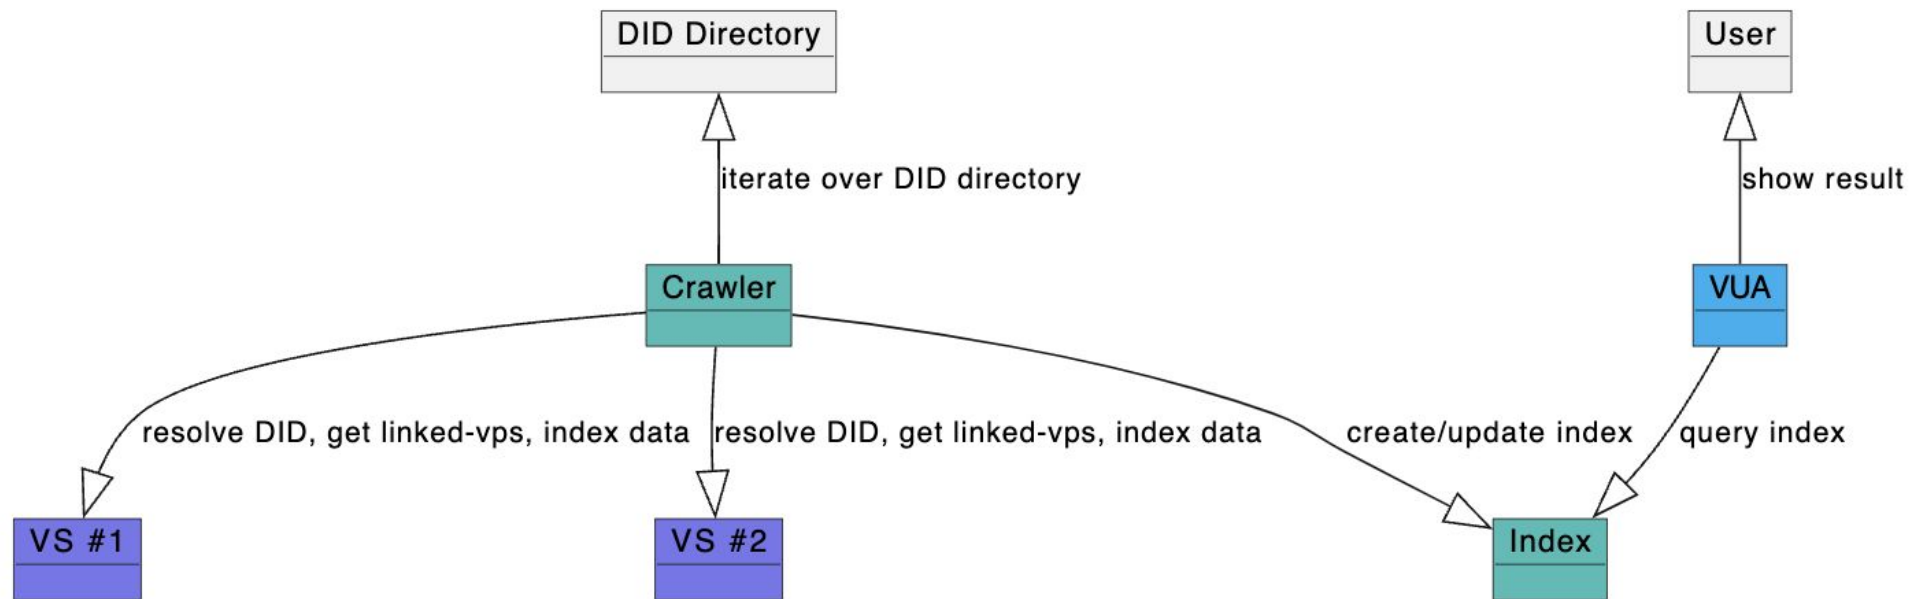 DID Directory
User
iterate over DID directory
show result
Crawler
VUA
resolve DID, get linked-vps, index data
resolve DID, get linked-vps, index data
create/update index
query index
VS #1
VS #2
Index